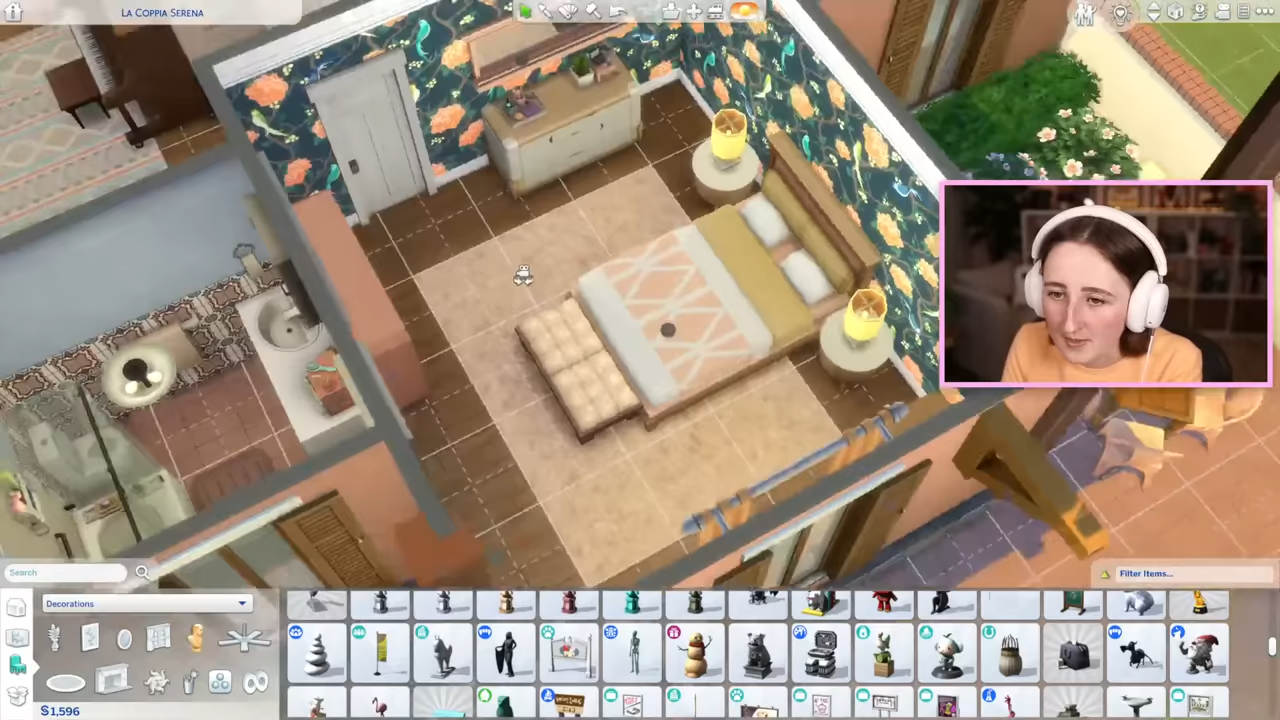 LA COPPIA SERENA
Search
Filter Items...
Decorations
§1,596